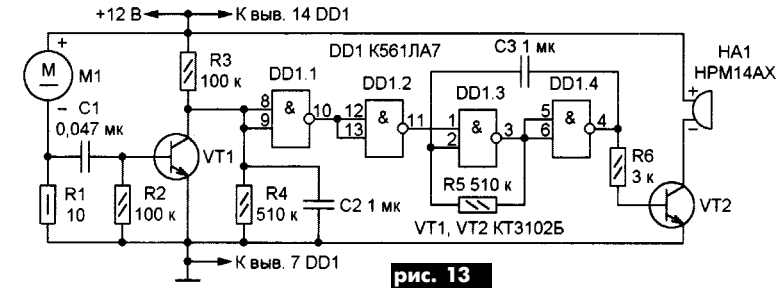 +12 В
К выв. 14 DD1
+
М
М1
−
R3
100 к
DD1 К561ЛА7
C3 1 мк
HA1
НРМ14АХ
+
−
C1
0,047 мк
VT1
DD1.1
8
9
&
10
DD1.2
12
13
&
11
DD1.3
1
2
&
3
DD1.4
5
6
&
4
R1
10
R2
100 к
R4
510 к
C2 1 мк
R5 510 к
R6
3 к
VT2
VT1, VT2 КТ3102Б
К выв. 7 DD1
рис. 13